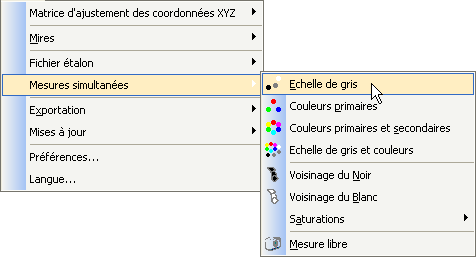 Matrice d'ajustement des coordonnées XYZ
Mires
Fichier étalon
Mesures simultanées
Exportation
Mises à jour
Préférences...
Langue...
Echelle de gris
Couleurs primaires
Couleurs primaires et secondaires
Echelle de gris et couleurs
Voisinage du Noir
Voisinage du Blanc
Saturations
Mesure libre